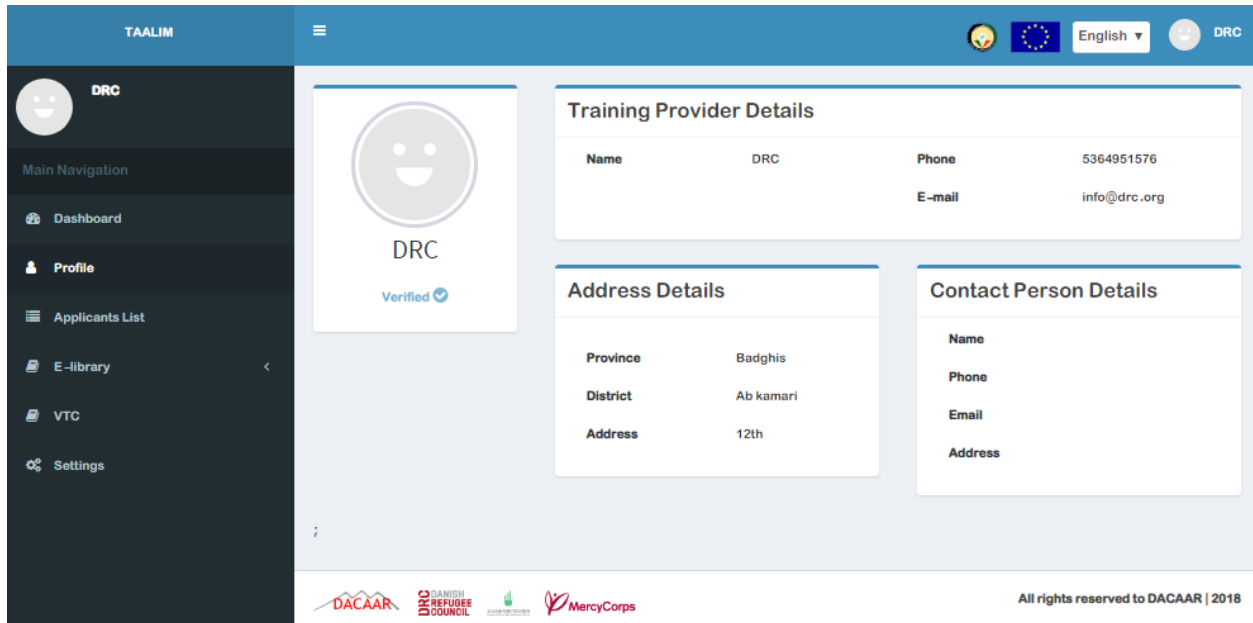 TAALIM
English ▼
DRC
DRC
Main Navigation
Dashboard
Profile
Applicants List
E-library <
VTC
Settings
DRC
Verified
Training Provider Details
Name DRC Phone 5364951576
E-mail info@drc.org
Address Details
Province Badghis
District Ab kamari
Address 12th
Contact Person Details
Name
Phone
Email
Address
;
DACAAR
DRC DANISH
REFUGEE
COUNCIL
MercyCorps
All rights reserved to DACAAR | 2018